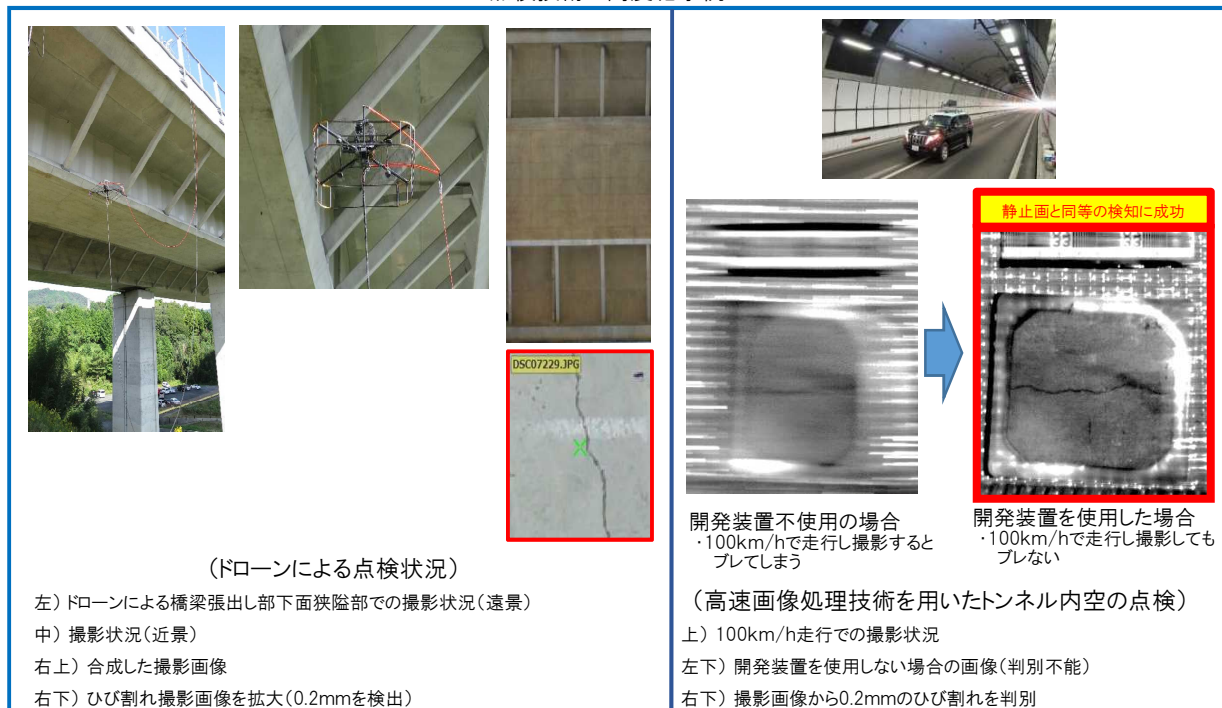 DSC07229.JPG
(ドローンによる点検状況)
左) ドローンによる橋梁張出し部下面狭隘部での撮影状況(遠景)
中) 撮影状況(近景)
右上) 合成した撮影画像
右下) ひび割れ撮影画像を拡大(0.2mmを検出)
静止画と同等の検知に成功
開発装置不使用の場合
・100km/hで走行し撮影すると
ブレてしまう
開発装置を使用した場合
・100km/hで走行し撮影しても
ブレない
(高速画像処理技術を用いたトンネル内空の点検)
上) 100km/h走行での撮影状況
左下) 開発装置を使用しない場合の画像(判別不能)
右下) 撮影画像から0.2mmのひび割れを判別